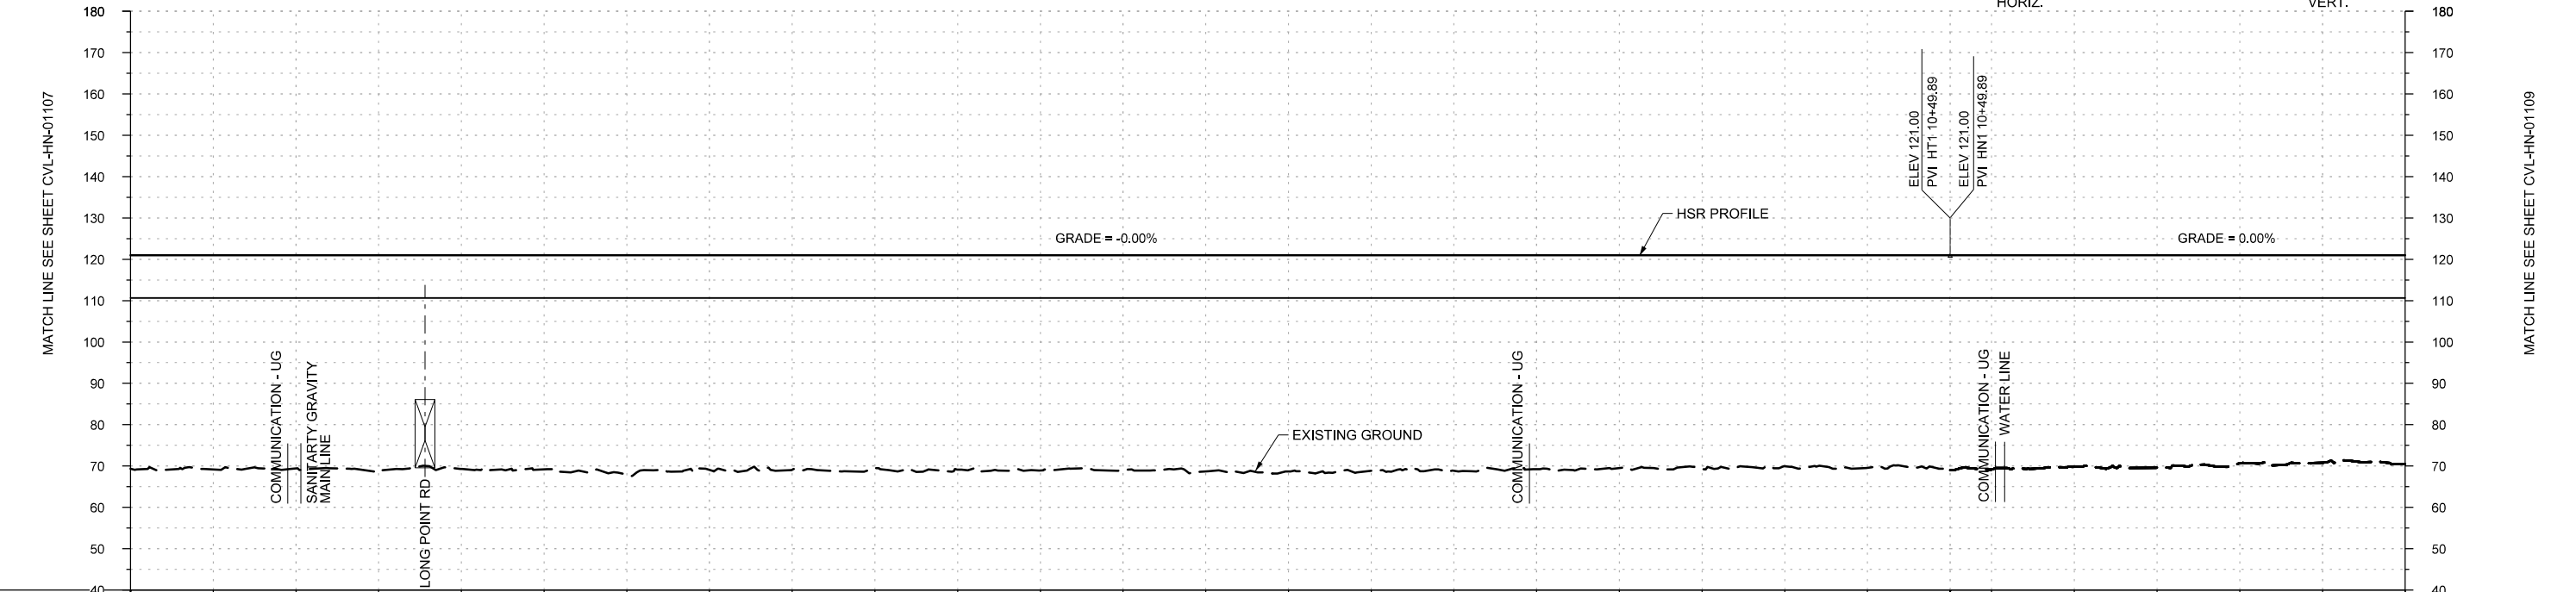 HORIZ.
VERT.
180
170
160
150
140
130
120
110
100
90
80
70
60
50
40
MATCH LINE SEE SHEET CVL-HN-01107
GRADE = -0.00%
HSR PROFILE
ELEV 121.00
PVI HT1 10+49.89
ELEV 121.00
PVI HN1 10+49.89
GRADE = 0.00%
COMMUNICATION - UG
SANITARTY GRAVITY
MAIN LINE
LONG POINT RD
EXISTING GROUND
COMMUNICATION - UG
COMMUNICATION - UG
WATER LINE
180
170
160
150
140
130
120
110
100
90
80
70
60
50
40
MATCH LINE SEE SHEET CVL-HN-01109